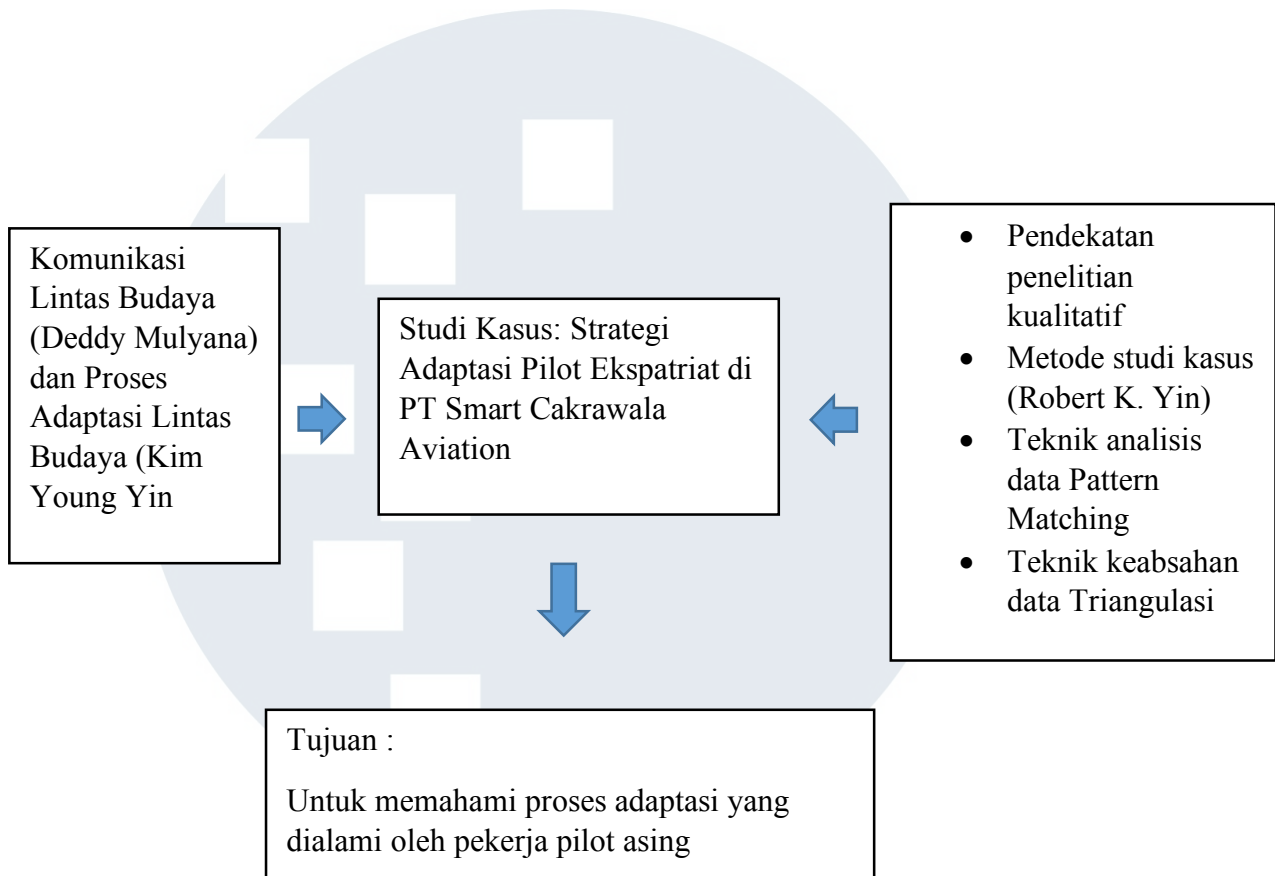 Komunikasi
Lintas Budaya
(Deddy Mulyana)
dan Proses
Adaptasi Lintas
Budaya (Kim
Young Yin
Studi Kasus: Strategi
Adaptasi Pilot Ekspatriat di
PT Smart Cakrawala
Aviation
• Pendekatan
penelitian
kualitatif
• Metode studi kasus
(Robert K. Yin)
• Teknik analisis
data Pattern
Matching
• Teknik keabsahan
data Triangulasi
Tujuan :
Untuk memahami proses adaptasi yang
dialami oleh pekerja pilot asing